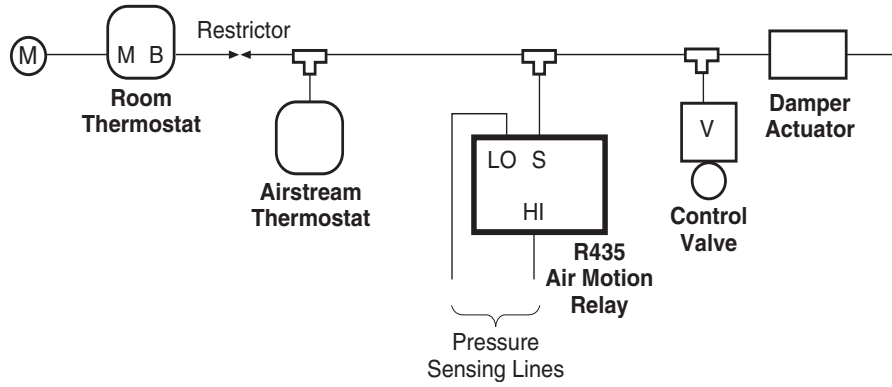 Restrictor
M
M B
Room
Thermostat
Airstream
Thermostat
LO S
HI
R435
Air Motion
Relay
V
Control
Valve
Damper
Actuator
Pressure
Sensing Lines